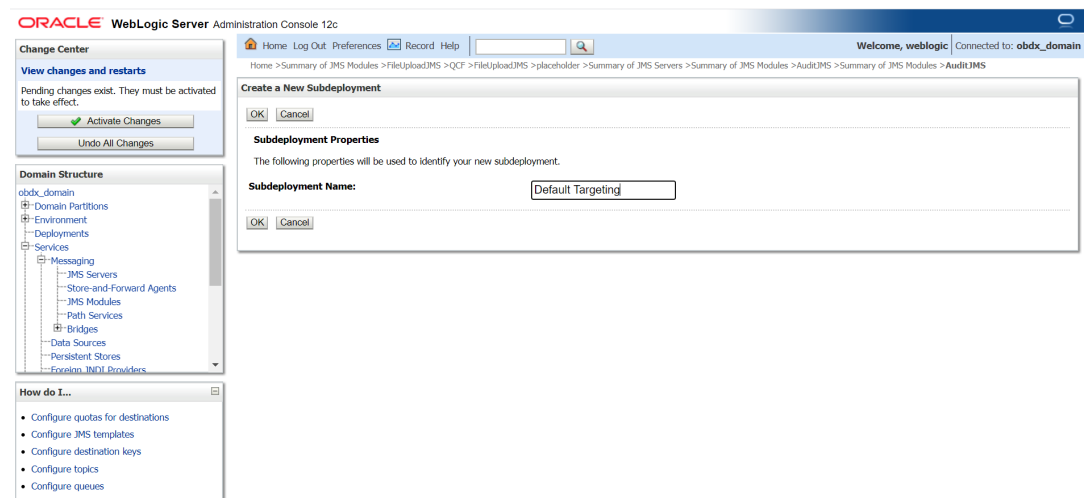 ORACLE WebLogic Server Administration Console 12c
Change Center
View changes and restarts
Pending changes exist. They must be activated
to take effect.
Activate Changes
Undo All Changes
Domain Structure
obdx_domain
Domain Partitions
Environment
Deployments
Services
Messaging
JMS Servers
Store-and-Forward Agents
JMS Modules
Path Services
Bridges
Data Sources
Persistent Stores
Foreign JNDI Providers
How do I...
Configure quotas for destinations
Configure JMS templates
Configure destination keys
Configure topics
Configure queues
Home Log Out Preferences Record Help
Welcome, weblogic Connected to: obdx_domain
Home >Summary of JMS Modules >FileUploadJMS >QCF >FileUploadJMS >placeholder >Summary of JMS Servers >Summary of JMS Modules >AuditJMS >Summary of JMS Modules >AuditJMS
Create a New Subdeployment
OK Cancel
Subdeployment Properties
The following properties will be used to identify your new subdeployment.
Subdeployment Name: Default Targeting
OK Cancel